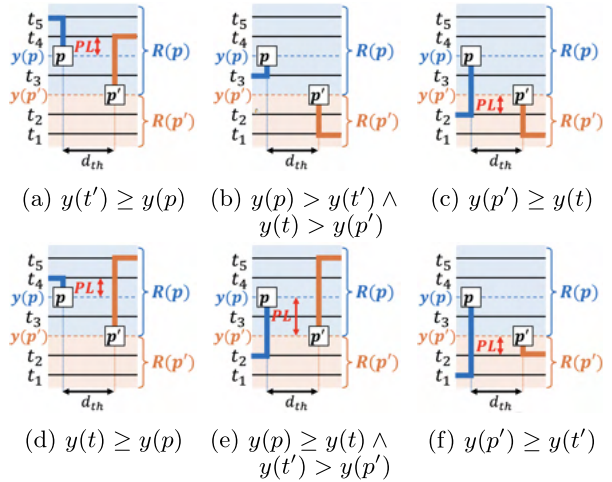 t₅ t₄ y(p) t₃ y(p′) t₂ t₁ p PL p′ R(p) R(p′) d_th
t₅ t₄ y(p) t₃ y(p′) t₂ t₁ p p′ R(p) R(p′) d_th
t₅ t₄ y(p) t₃ y(p′) t₂ t₁ p PL p′ R(p) R(p′) d_th
(a) y(t′) ≥ y(p)
(b) y(p) > y(t′) ∧
y(t) > y(p′)
(c) y(p′) ≥ y(t)
t₅ t₄ y(p) t₃ y(p′) t₂ t₁ p PL p′ R(p) R(p′) d_th
t₅ t₄ y(p) t₃ y(p′) t₂ t₁ p PL p′ R(p) R(p′) d_th
t₅ t₄ y(p) t₃ y(p′) t₂ t₁ p PL p′ R(p) R(p′) d_th
(d) y(t) ≥ y(p)
(e) y(p) ≥ y(t) ∧
y(t′) > y(p′)
(f) y(p′) ≥ y(t′)